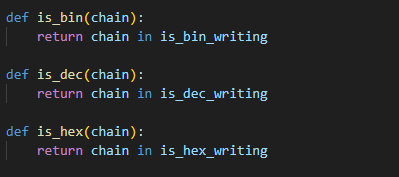 def is_bin(chain):
    return chain in is_bin_writing
def is_dec(chain):
    return chain in is_dec_writing
def is_hex(chain):
    return chain in is_hex_writing